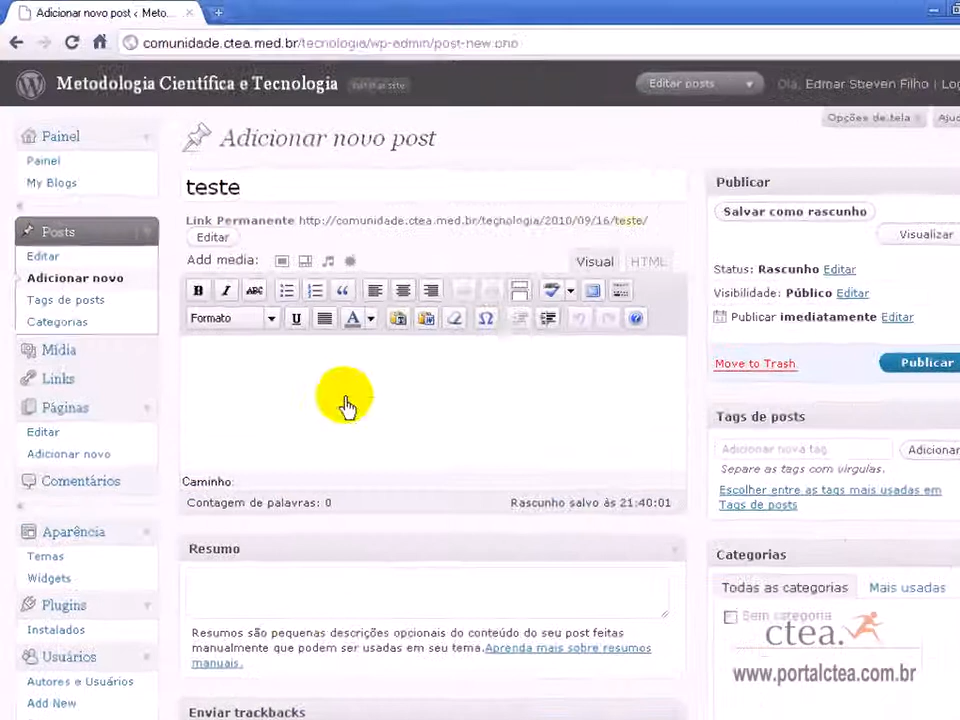 Adicionar novo post ‹ Meto...
comunidade.ctea.med.br/tecnologia/wp-admin/post-new.php
Metodologia Científica e Tecnologia
Editar posts
Olá, Edmar Stieven Filho | Log
Opções de tela
Ajud
Painel
Painel
My Blogs
Posts
Editar
Adicionar novo
Tags de posts
Categorias
Mídia
Links
Páginas
Editar
Adicionar novo
Comentários
Aparência
Temas
Widgets
Plugins
Instalados
Usuários
Autores e Usuários
Add New
Adicionar novo post
teste
Link Permanente http://comunidade.ctea.med.br/tecnologia/2010/09/16/teste/
Editar
Add media:
Visual
HTML
B I ABC
Formato
U A
Caminho:
Contagem de palavras: 0
Rascunho salvo às 21:40:01
Resumo
Resumos são pequenas descrições opcionais do conteúdo do seu post feitas
manualmente que podem ser usadas em seu tema.Aprenda mais sobre resumos
manuais.
Enviar trackbacks
Publicar
Salvar como rascunho
Visualizar
Status: Rascunho Editar
Visibilidade: Público Editar
Publicar imediatamente Editar
Move to Trash
Publicar
Tags de posts
Adicionar nova tag
Adicionar
Separe as tags com vírgulas.
Escolher entre as tags mais usadas em
Tags de posts
Categorias
Todas as categorias
Mais usadas
Sem categoria
ctea.
www.portalctea.com.br